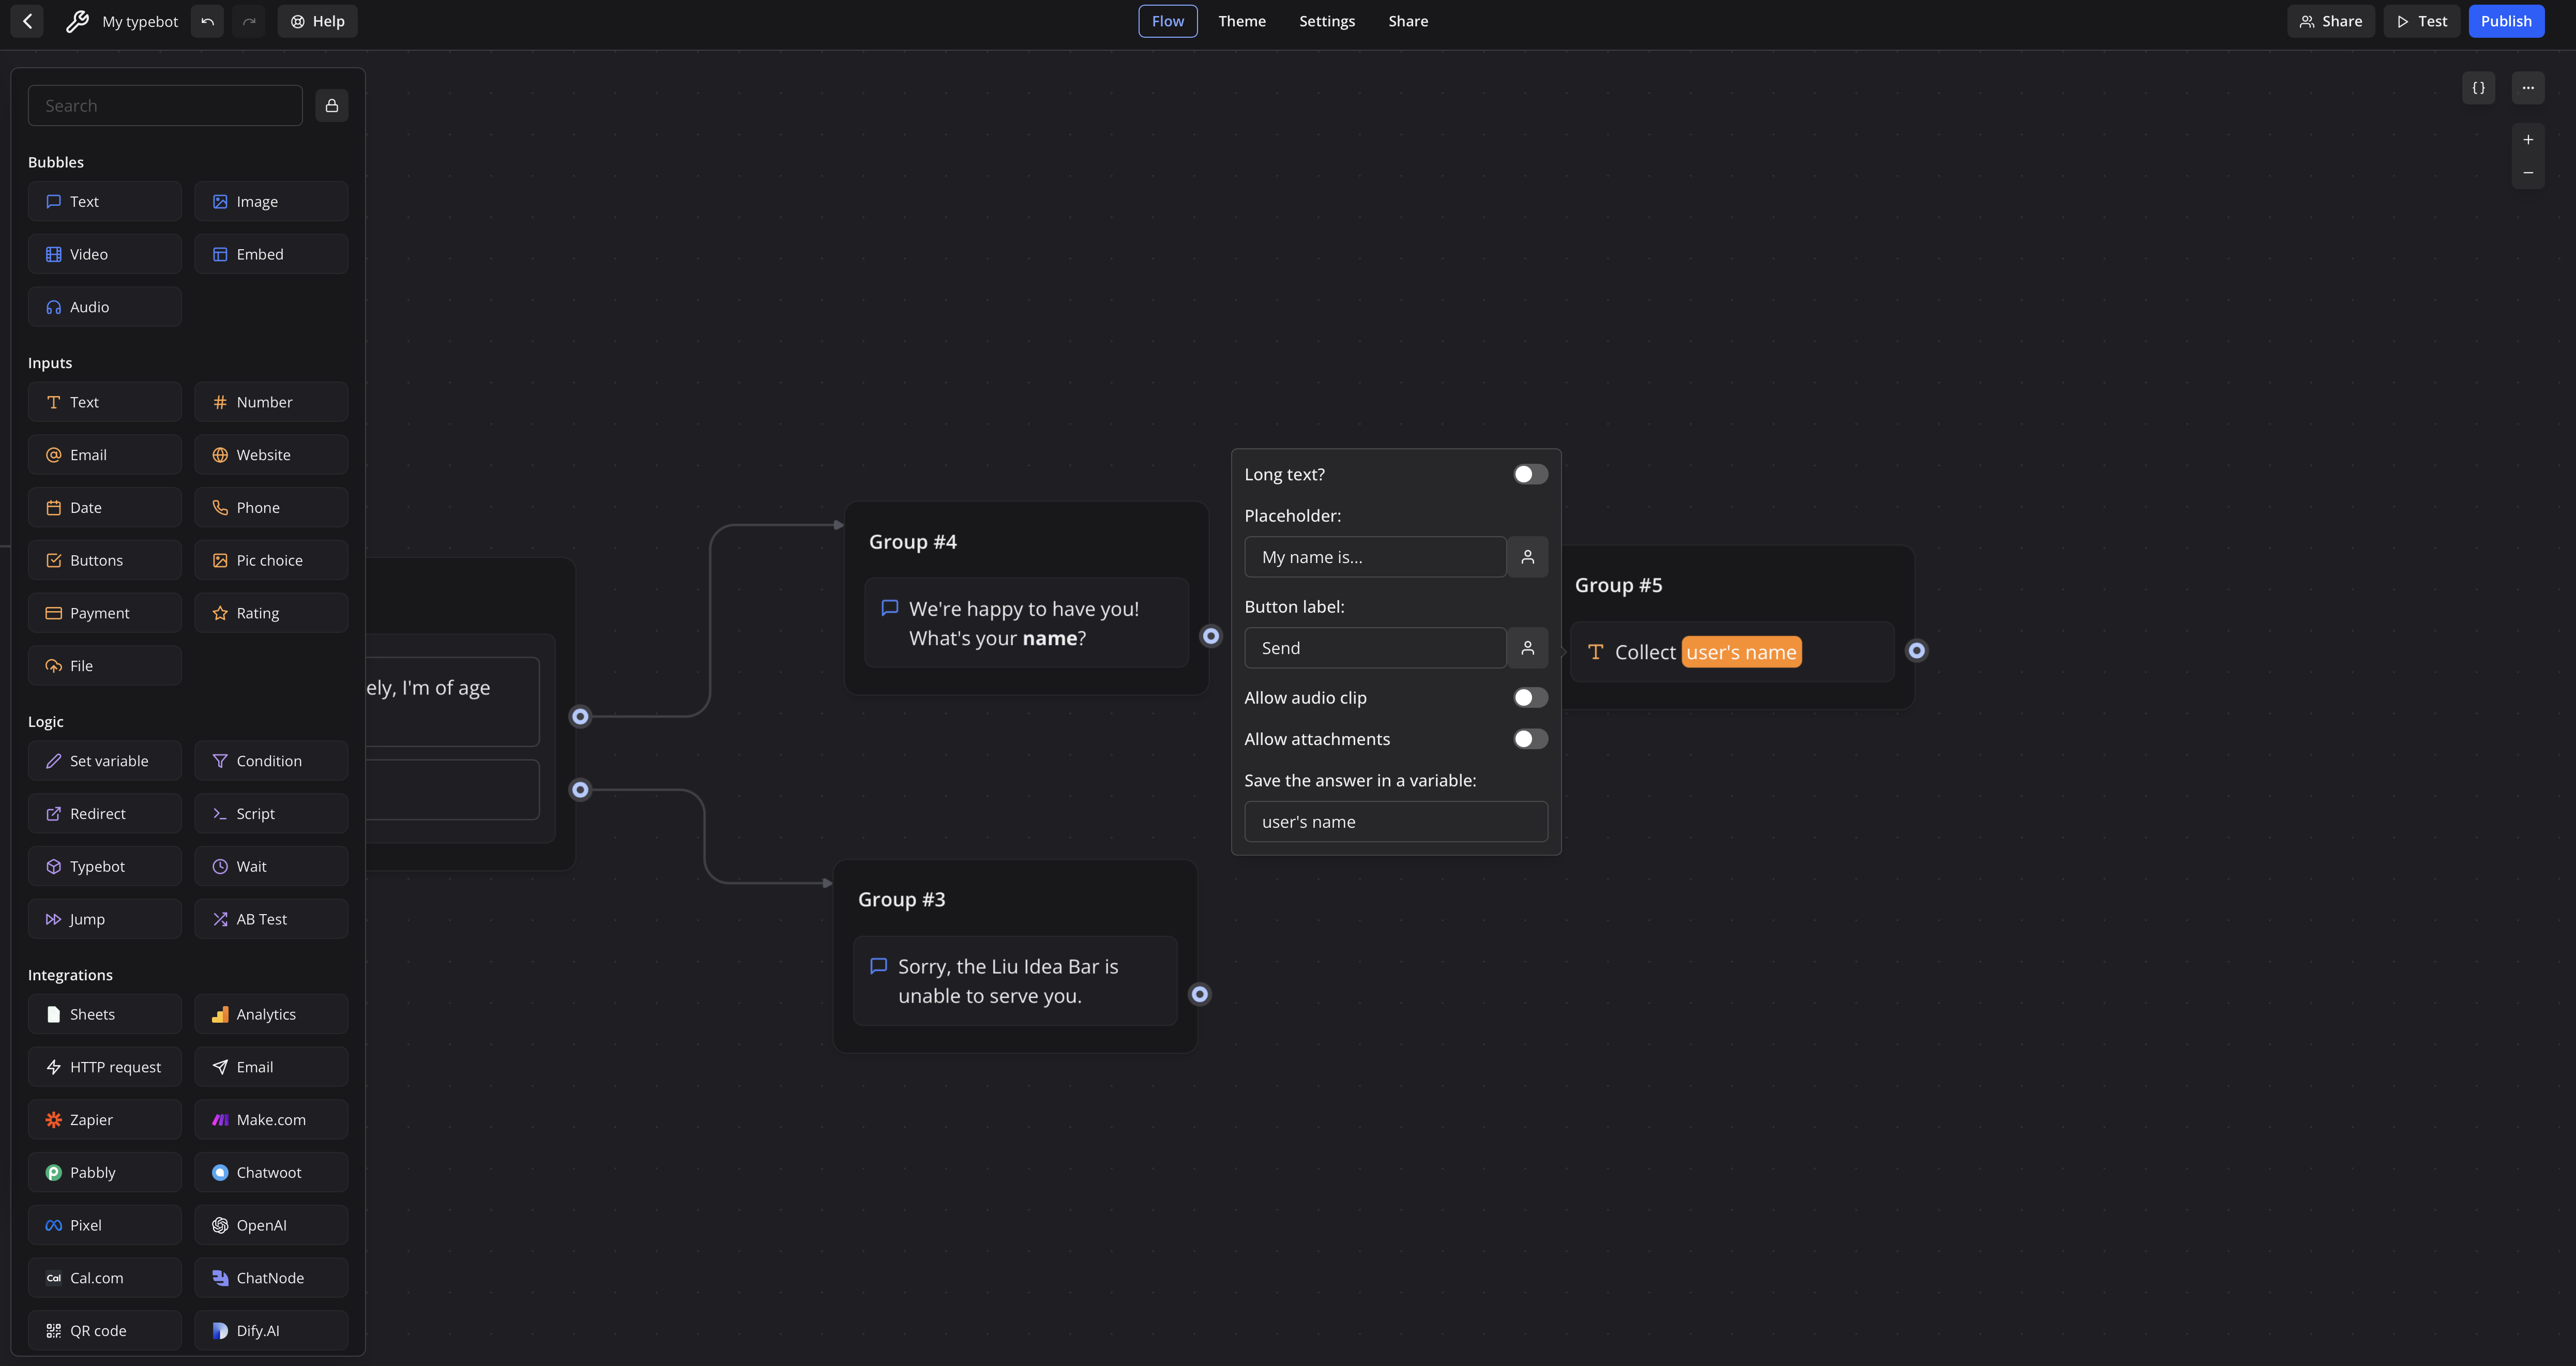 My typebot
Help
Flow
Theme
Settings
Share
Share
Test
Publish
Search
Bubbles
Text
Image
Video
Embed
Audio
Inputs
Text
Number
Email
Website
Date
Phone
Buttons
Pic choice
Payment
Rating
File
Logic
Set variable
Condition
Redirect
Script
Typebot
Wait
Jump
AB Test
Integrations
Sheets
Analytics
HTTP request
Email
Zapier
Make.com
Pabbly
Chatwoot
Pixel
OpenAI
Cal
Cal.com
ChatNode
QR code
Dify.AI
ely, I'm of age
Group #4
We're happy to have you!
What's your name?
Group #3
Sorry, the Liu Idea Bar is
unable to serve you.
Long text?
Placeholder:
My name is...
Button label:
Send
Allow audio clip
Allow attachments
Save the answer in a variable:
user's name
Group #5
Collect user's name